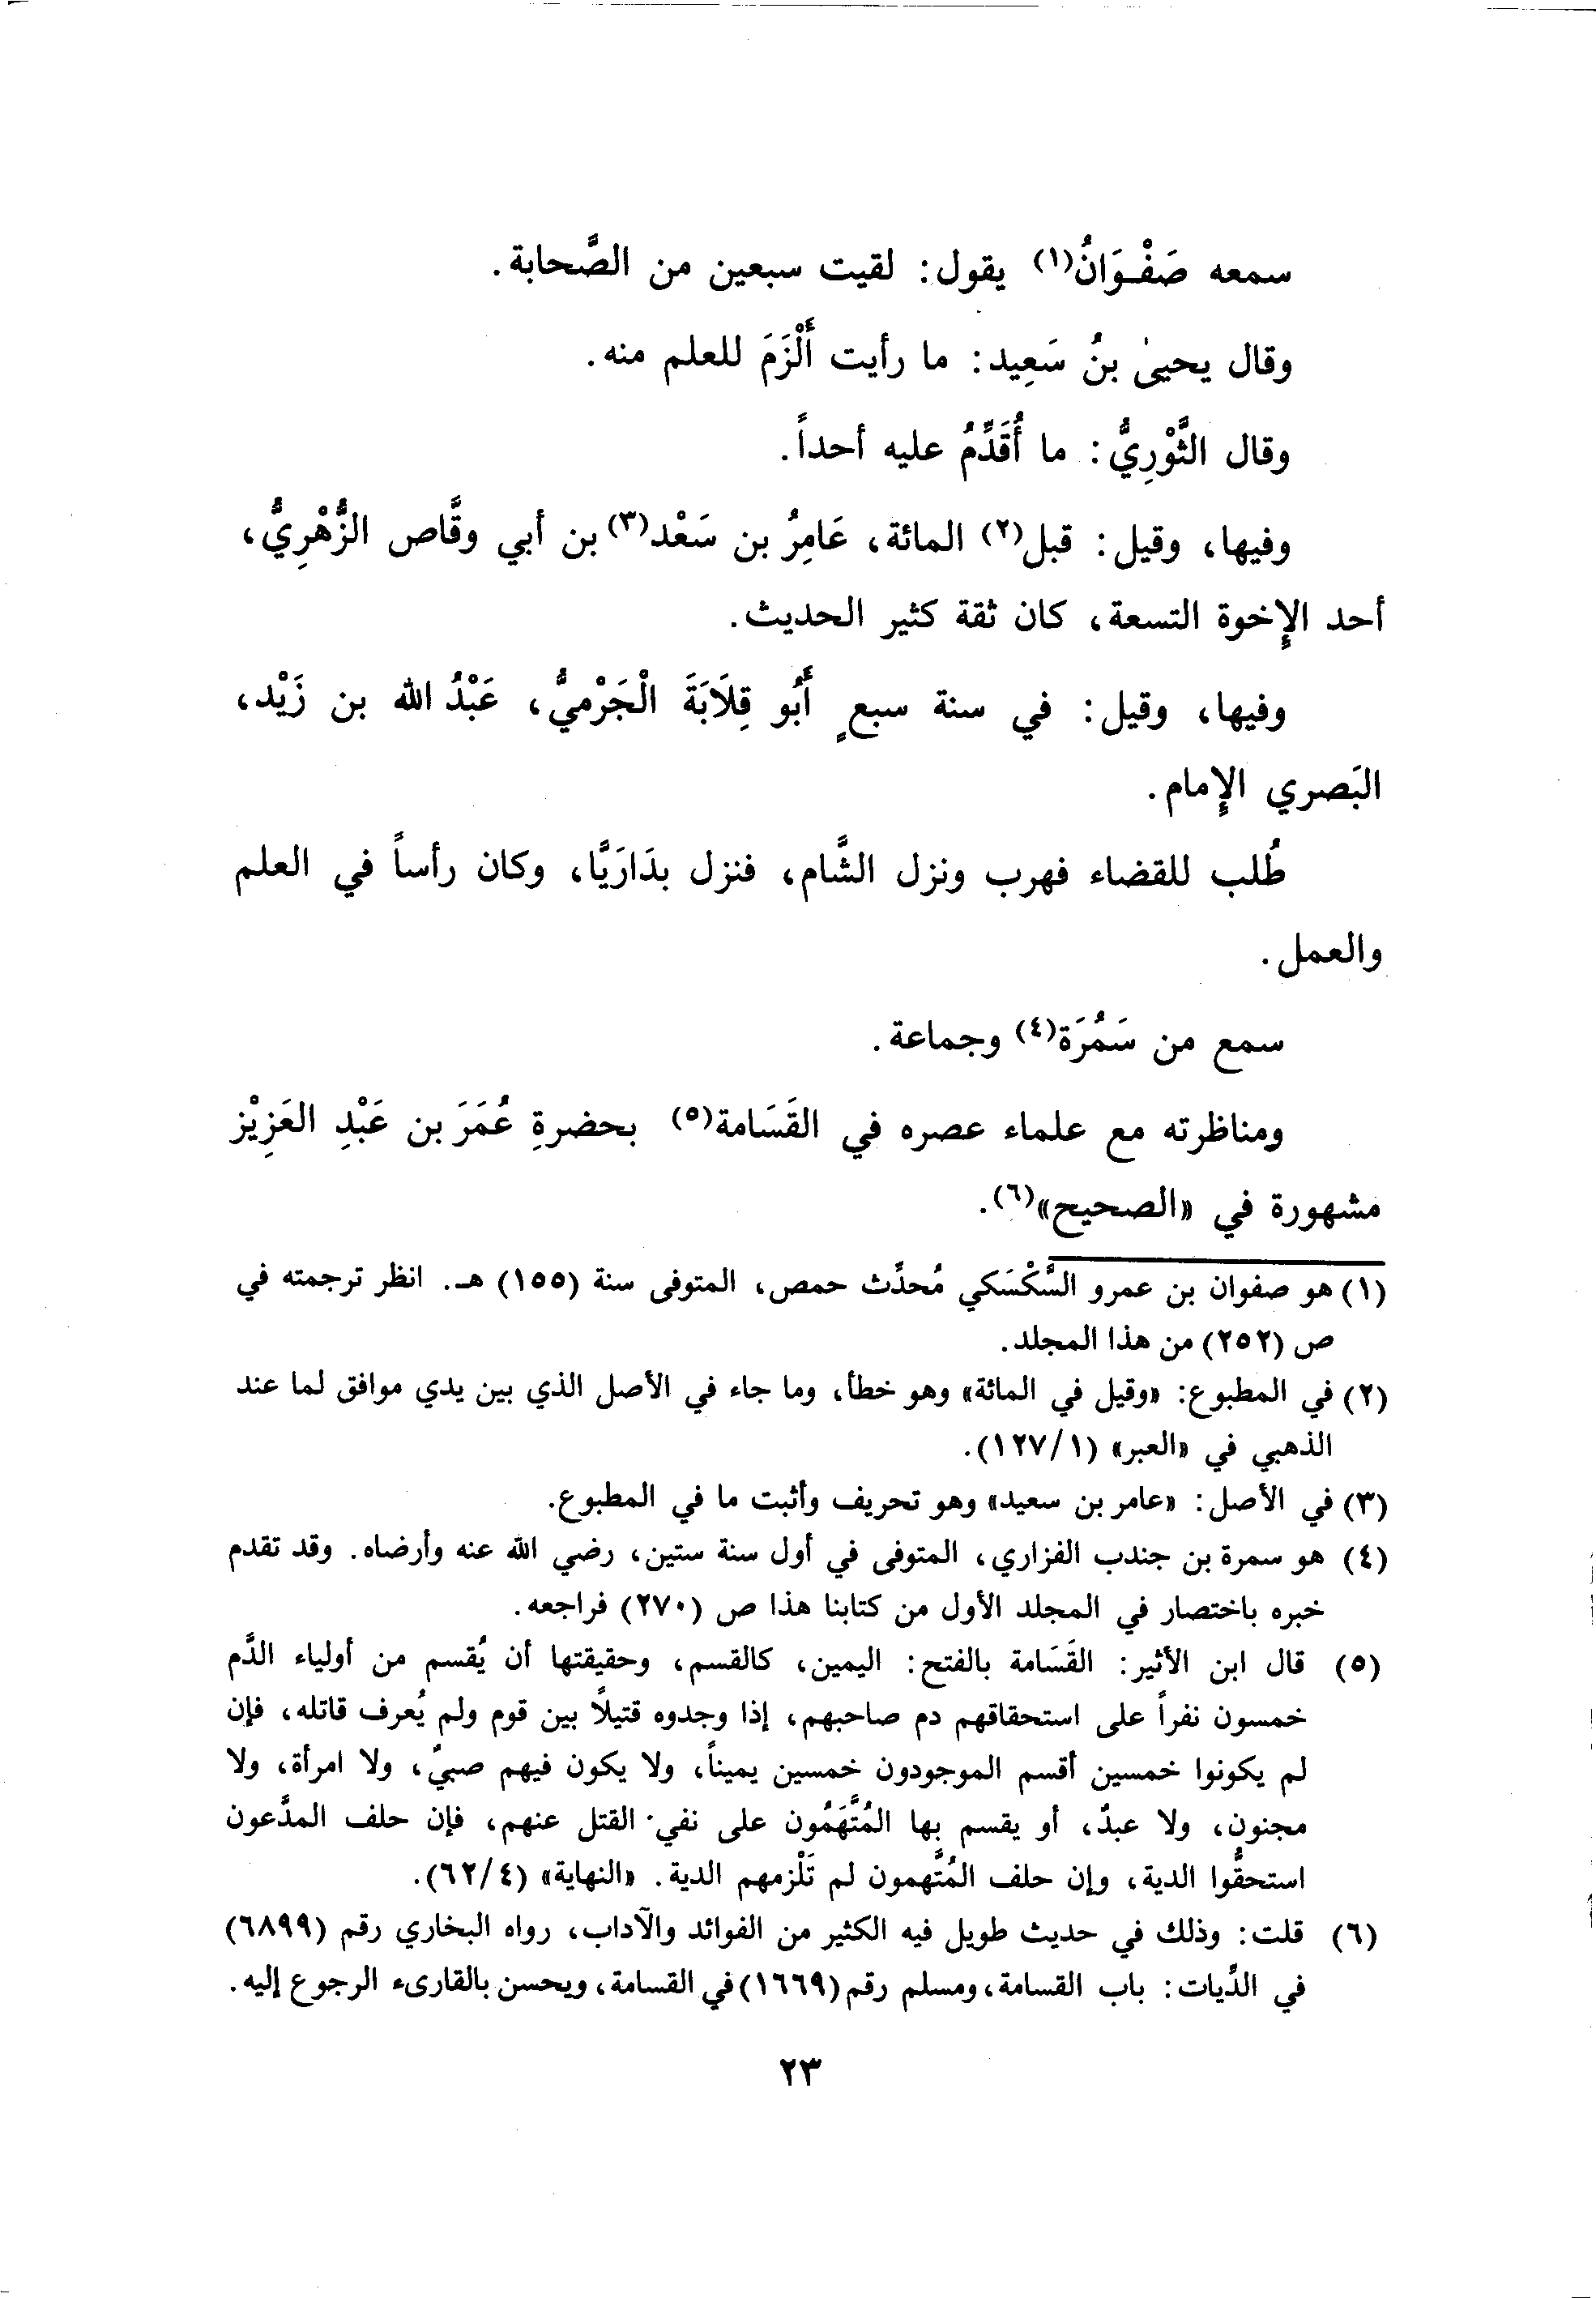 سمعه صَفْـوَانُ(١) يقول: لقيت سبعين من الصَّحابة.
وقال يحيىٰ بنُ سَعِيد: ما رأيت أَلْزَمَ للعلم منه.
وقال الثَّوْرِيُّ: ما أُقَدِّمُ عليه أحداً.
وفيها، وقيل: قبل(٢) المائة، عَامِرُ بن سَعْد(٣) بن أبي وقَّاص الزُّهْرِيُّ،
أحد الإِخوة التسعة، كان ثقة كثير الحديث.
وفيها، وقيل: في سنة سبعٍ أَبُو قِلَابَةَ الْجَرْميُّ، عَبْدُ الله بن زَيْد،
البَصري الإِمام.
طُلب للقضاء فهرب ونزل الشَّام، فنزل بدَارَيَّا، وكان رأساً في العلم
والعمل.
سمع من سَمُرَة(٤) وجماعة.
ومناظرته مع علماء عصره في القَسَامة(٥) بحضرةِ عُمَرَ بن عَبْدِ العَزِيْز
مشهورة في «الصحيح»(٦).
(١) هو صفوان بن عمرو السَّكْسَكي مُحدِّث حمص، المتوفى سنة (١٥٥) هـ. انظر ترجمته في
ص (٢٥٢) من هذا المجلد.
(٢) في المطبوع: «وقيل في المائة» وهو خطأ، وما جاء في الأصل الذي بين يدي موافق لما عند
الذهبي في «العبر» (١٢٧/١).
(٣) في الأصل: «عامر بن سعيد» وهو تحريف وأثبت ما في المطبوع.
(٤) هو سمرة بن جندب الفزاري، المتوفى في أول سنة ستين، رضي الله عنه وأرضاه. وقد تقدم
خبره باختصار في المجلد الأول من كتابنا هذا ص (٢٧٠) فراجعه.
(٥) قال ابن الأثير: القَسَامة بالفتح: اليمين، كالقسم، وحقيقتها أن يُقسم من أولياء الدَّم
خمسون نفراً على استحقاقهم دم صاحبهم، إذا وجدوه قتيلاً بين قوم ولم يُعرف قاتله، فإن
لم يكونوا خمسين أقسم الموجودون خمسين يميناً، ولا يكون فيهم صبيٌ، ولا امرأة، ولا
مجنون، ولا عبدٌ، أو يقسم بها المُتَّهَمُون على نفي القتل عنهم، فإن حلف المدَّعون
استحقُّوا الدية، وإن حلف المُتَّهمون لم تَلْزمهم الدية. «النهاية» (٦٢/٤).
(٦) قلت: وذلك في حديث طويل فيه الكثير من الفوائد والآداب، رواه البخاري رقم (٦٨٩٩)
في الدِّيات: باب القسامة، ومسلم رقم (١٦٦٩) في القسامة، ويحسن بالقارىء الرجوع إليه.
٢٣